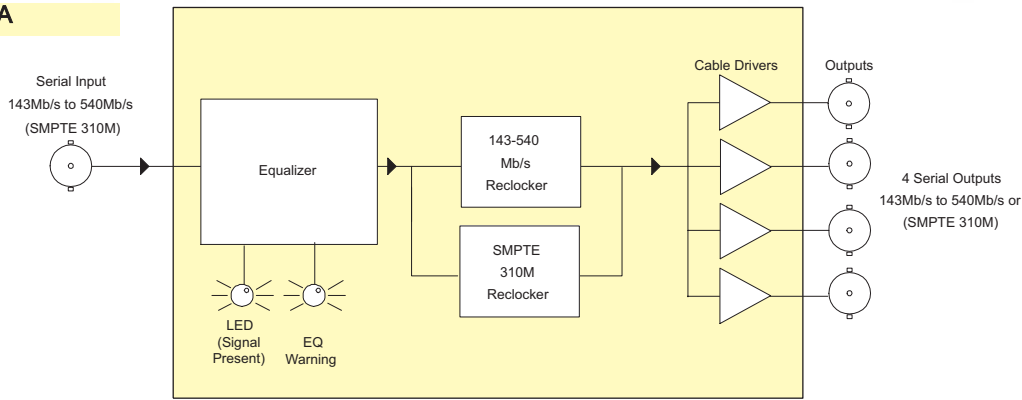 A
Serial Input
143Mb/s to 540Mb/s
(SMPTE 310M)
Equalizer
LED
(Signal
Present)
EQ
Warning
143-540
Mb/s
Reclocker
SMPTE
310M
Reclocker
Cable Drivers
Outputs
4 Serial Outputs
143Mb/s to 540Mb/s or
(SMPTE 310M)